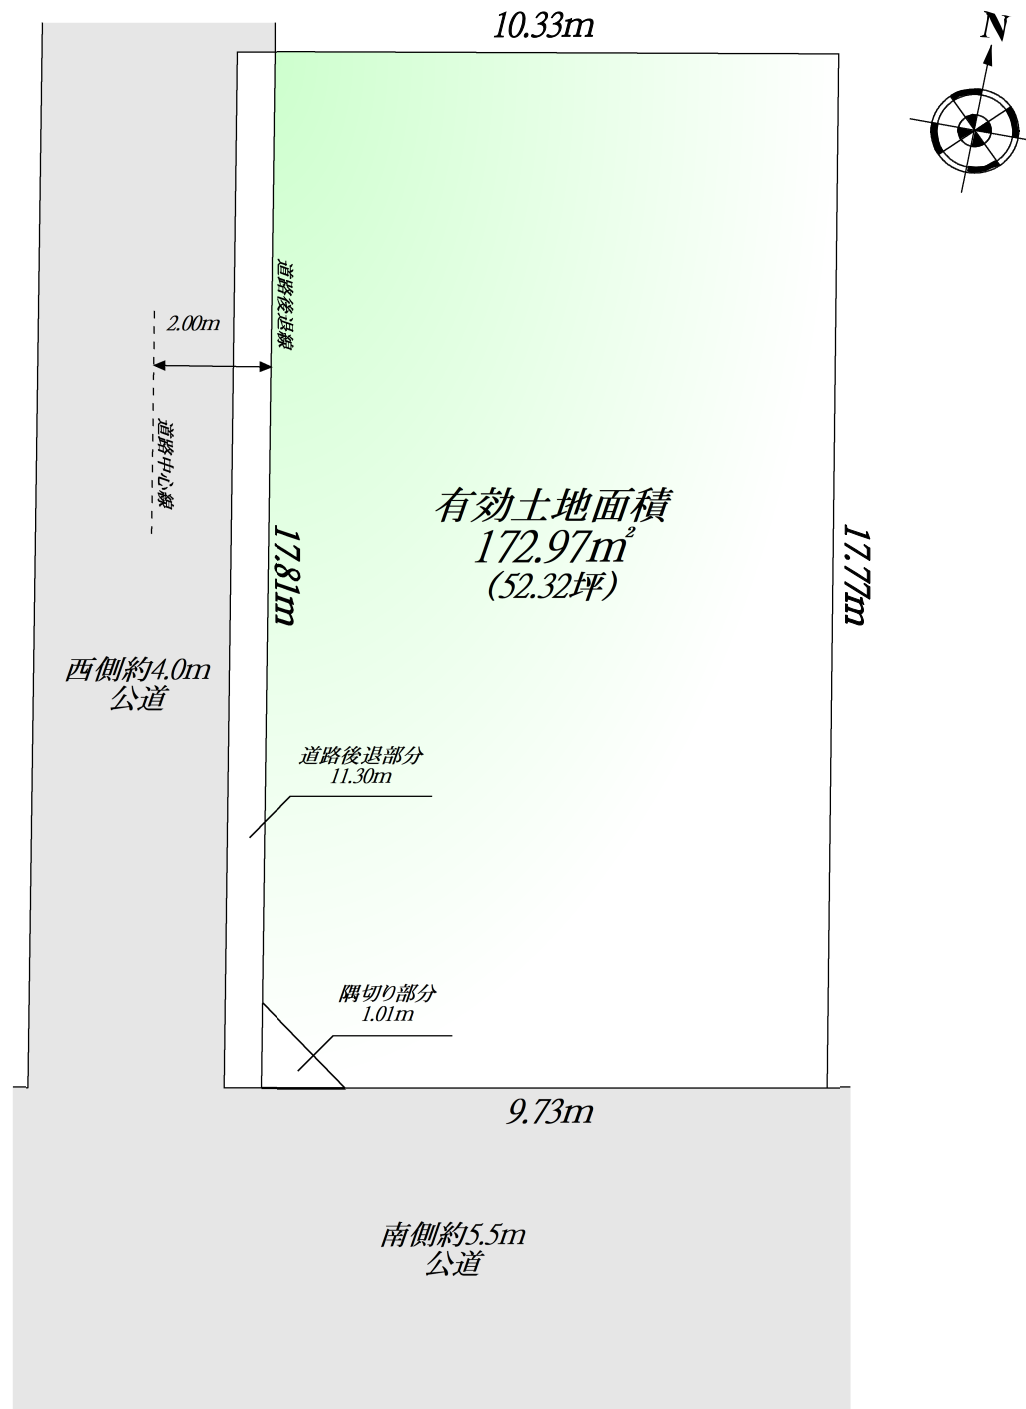 10.33m
N
道路後退線
2.00m
道路中心線
有効土地面積
172.97m²
(52.32坪)
17.81m
17.77m
西側約4.0m
公道
道路後退部分
11.30m
隅切り部分
1.01m
9.73m
南側約5.5m
公道